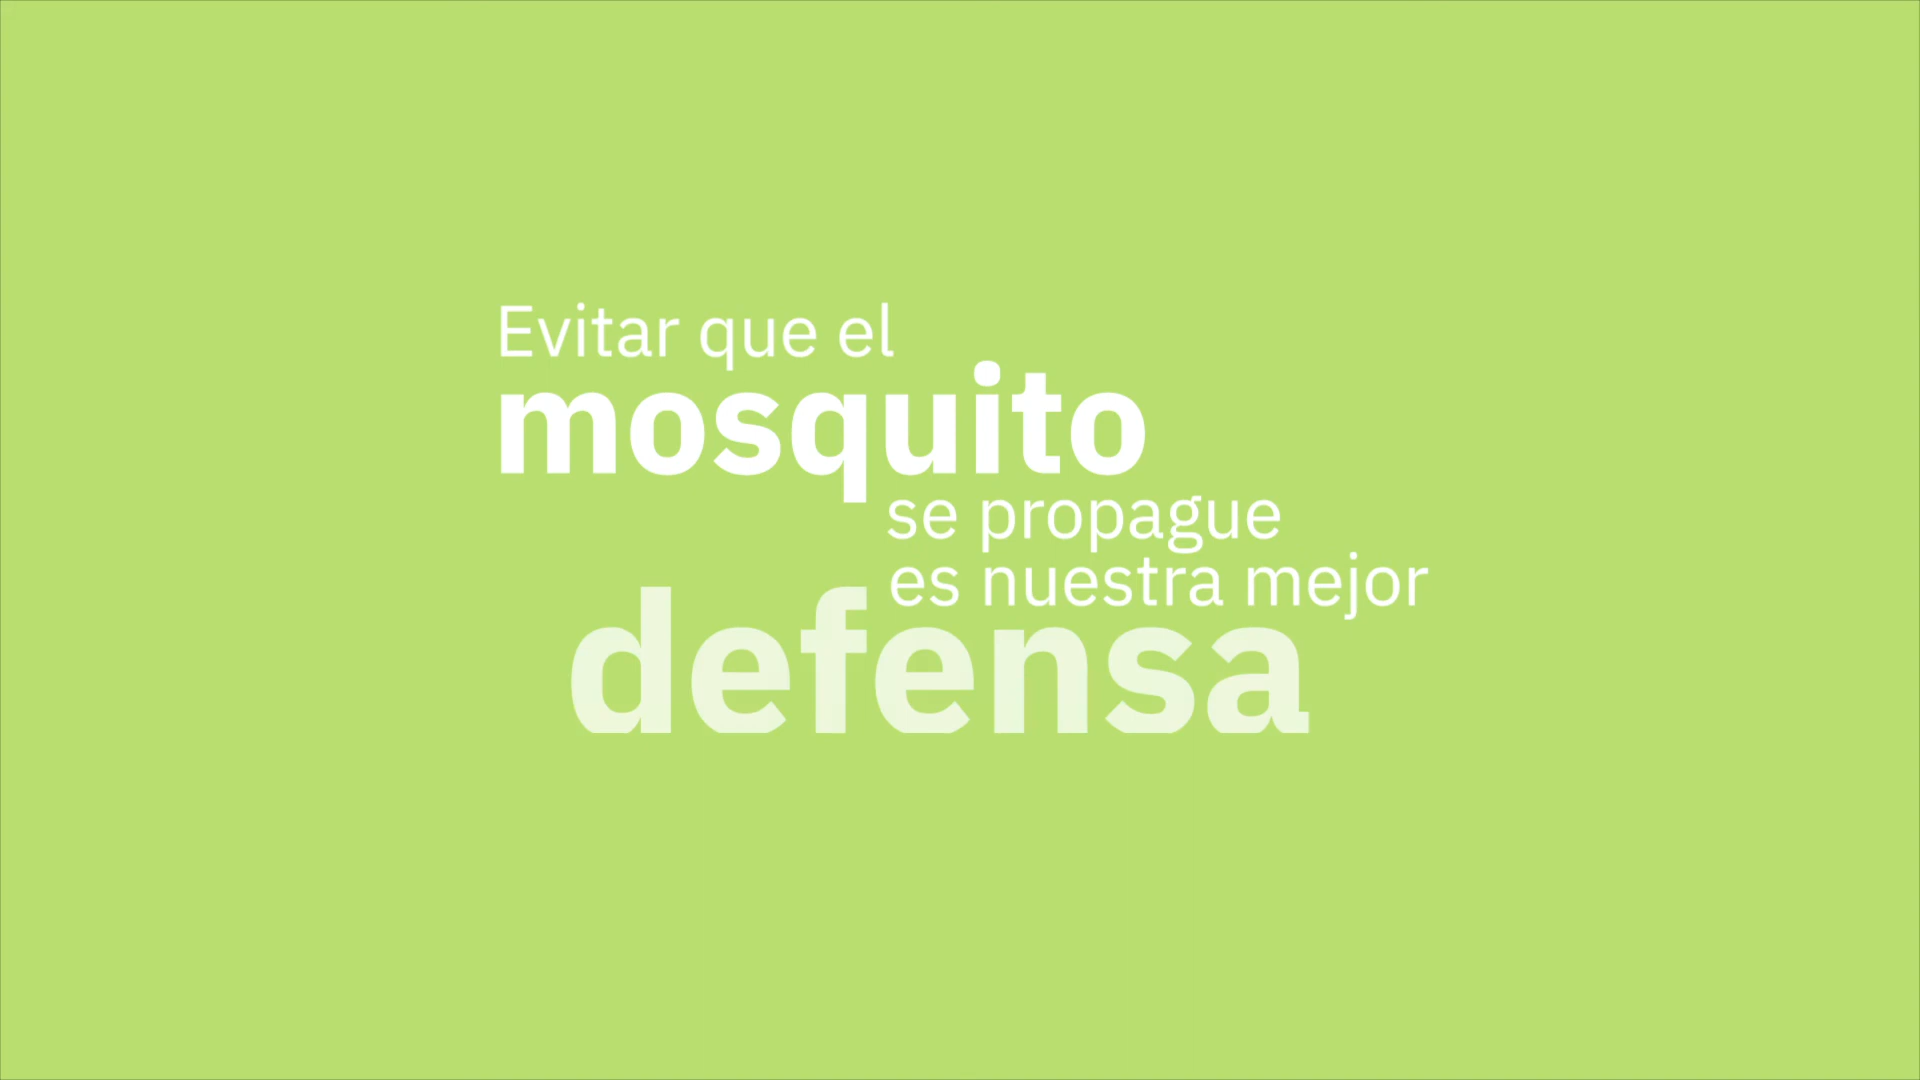 Evitar que el
mosquito
se propague
es nuestra mejor
defensa